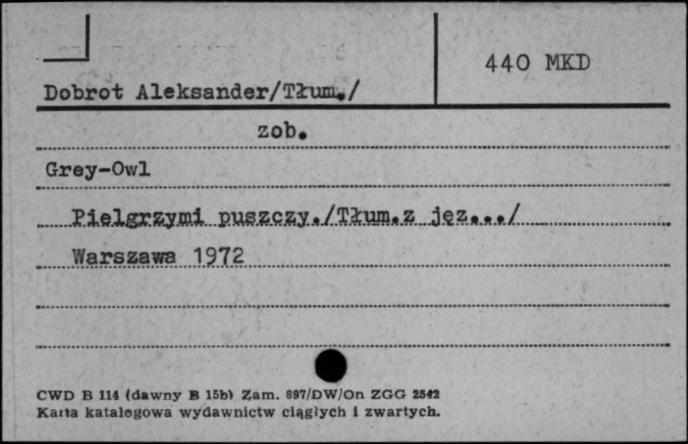 440 MKD
Dobrot Aleksander/Tłum./
zob.
Grey-Owl
Pielgrzymi puszczy./Tłum.z jęz.../
Warszawa 1972
CWD B 114 (dawny B 15b) Zam. 897/DW/On ZGG 2542
Karta katalogowa wydawnictw ciągłych i zwartych.